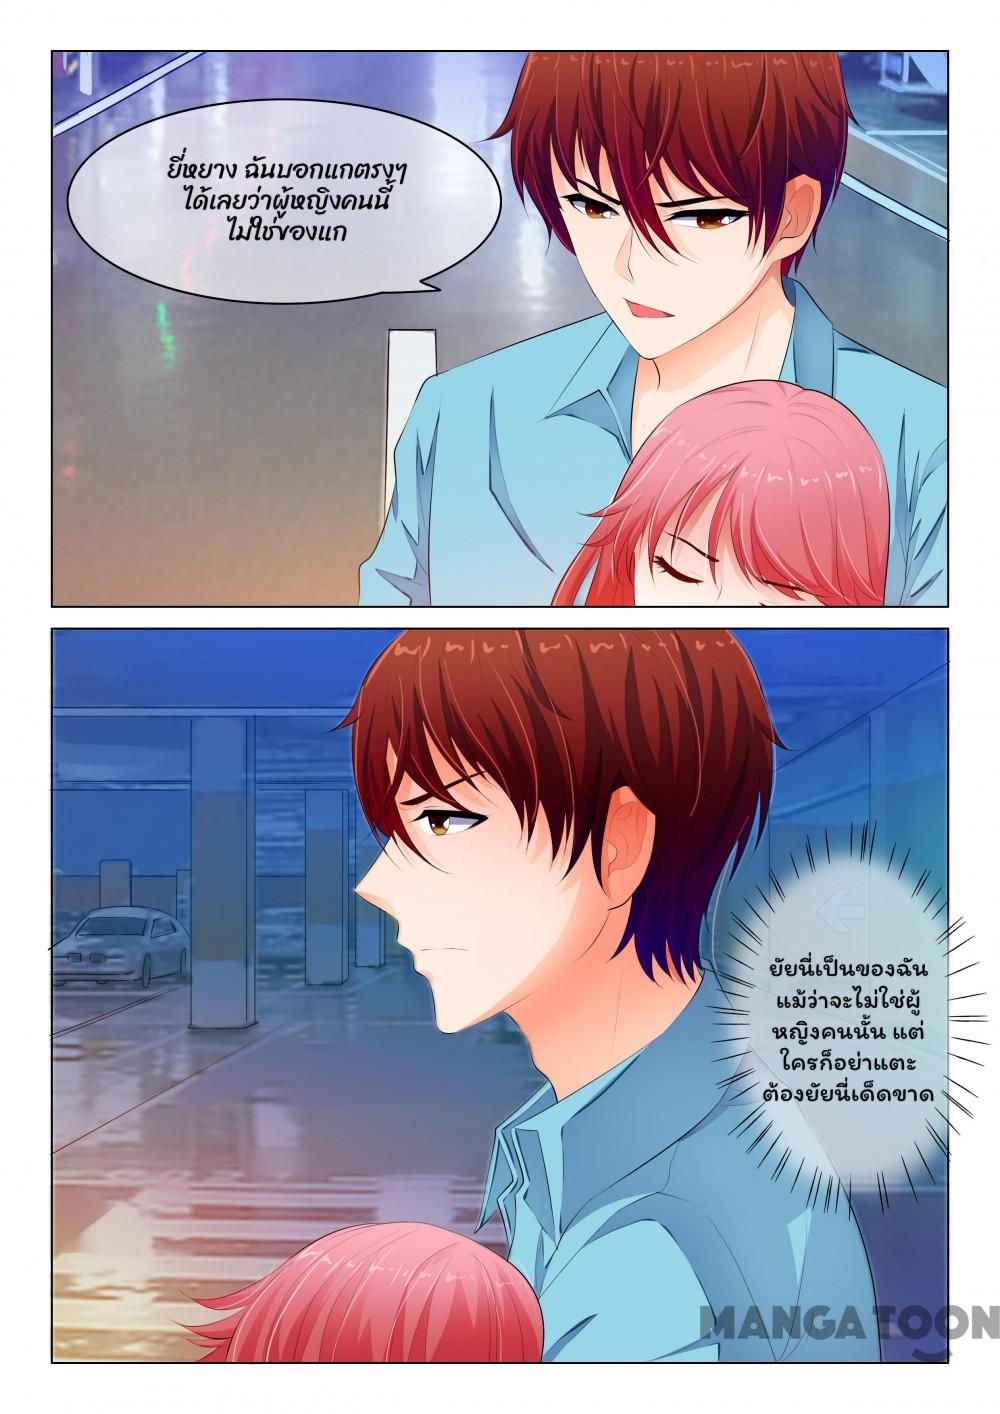 ยี่หยาง ฉันบอกแกตรงๆ
ได้เลยว่าผู้หญิงคนนี้
ไม่ใช่ของแก
ยัยนี่เป็นของฉัน
แม้ว่าจะไม่ใช่ผู้
หญิงคนนั้น แต่
ใครก็อย่าแตะ
ต้องยัยนี่เด็ดขาด
MANGATOON